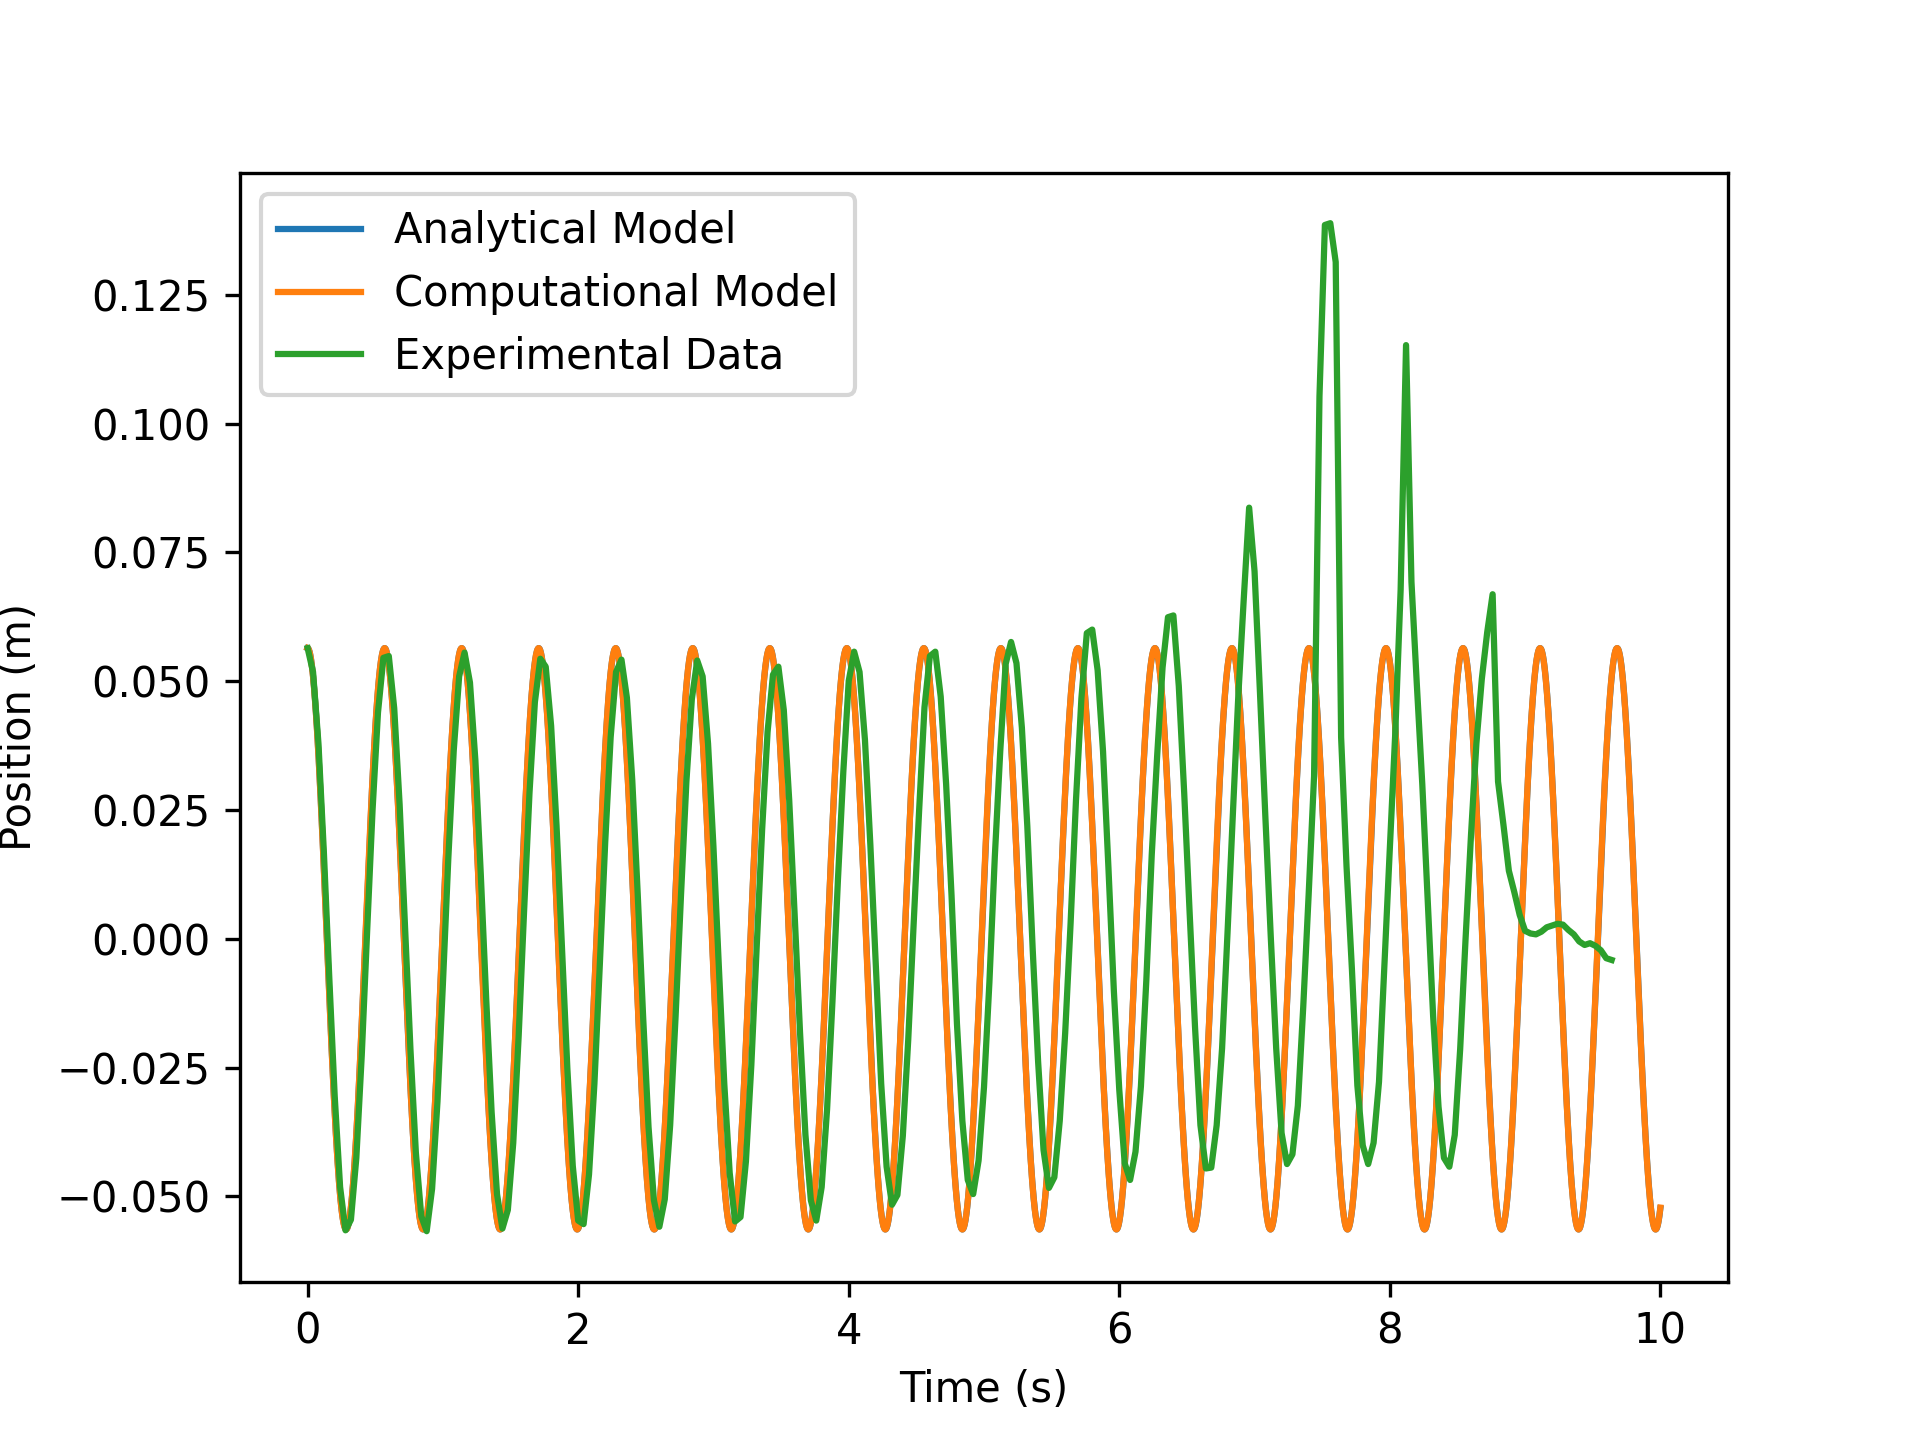 Analytical Model
Computational Model
Experimental Data
0.125
0.100
0.075
0.050
0.025
0.000
−0.025
−0.050
Position (m)
0 2 4 6 8 10
Time (s)